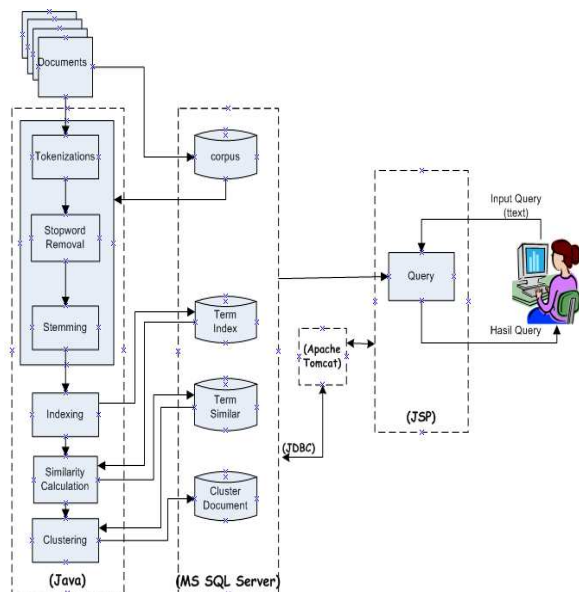 Documents
Tokenizations
Stopword
Removal
Stemming
Indexing
Similarity
Calculation
Clustering
(Java)
corpus
Term
Index
Term
Similar
Cluster
Document
(MS SQL Server)
(Apache
Tomcat)
(JDBC)
Query
(JSP)
Input Query
(ttext)
Hasil Query